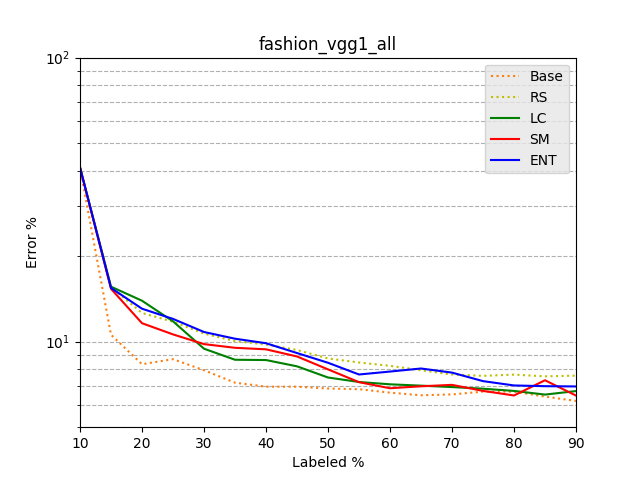 fashion_vgg1_all
10²
10¹
Error %
Base
RS
LC
SM
ENT
10 20 30 40 50 60 70 80 90
Labeled %